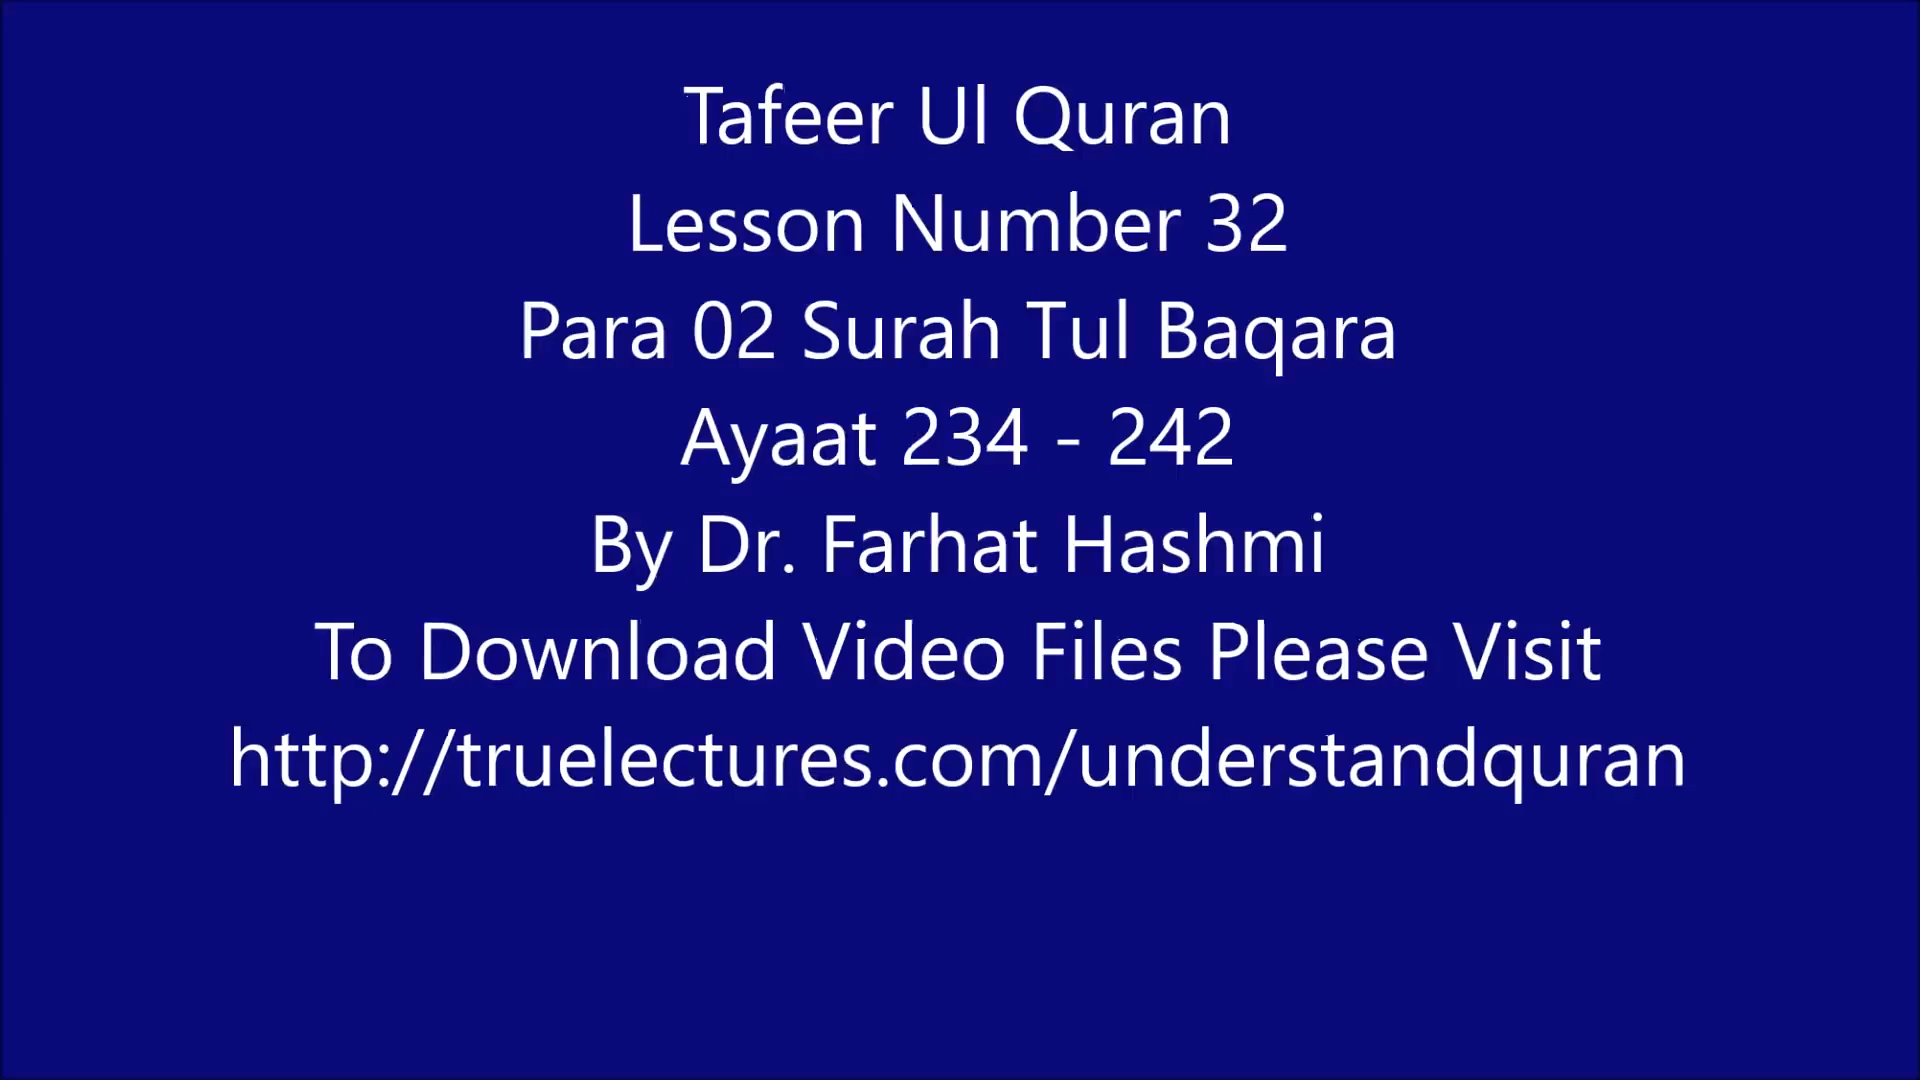 Tafeer Ul Quran
Lesson Number 32
Para 02 Surah Tul Baqara
Ayaat 234 - 242
By Dr. Farhat Hashmi
To Download Video Files Please Visit
http://truelectures.com/understandquran